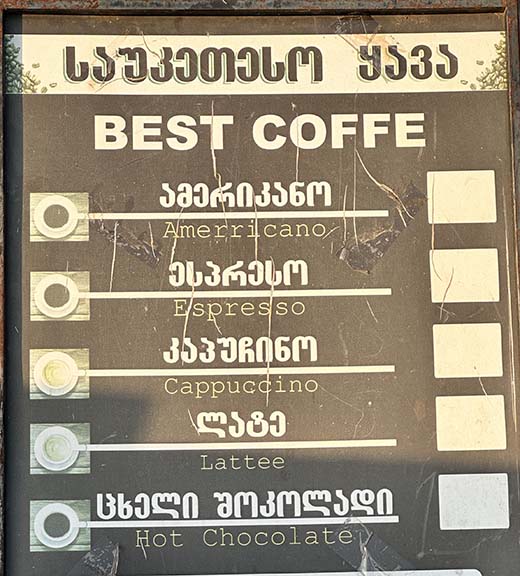 საუკეთესო ყავა
BEST COFFE
ამერიკანო
Amerricano
ესპრესო
Espresso
კაპუჩინო
Cappuccino
ლატე
Lattee
ცხელი შოკოლადი
Hot Chocolate